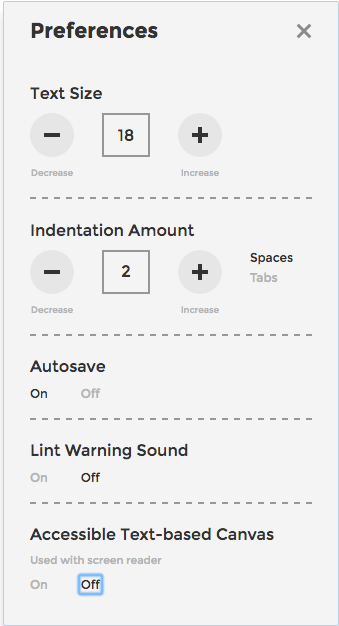 Preferences
Text Size
18
Decrease Increase
Indentation Amount
2 Spaces
Tabs
Decrease Increase
Autosave
On Off
Lint Warning Sound
On Off
Accessible Text-based Canvas
Used with screen reader
On Off